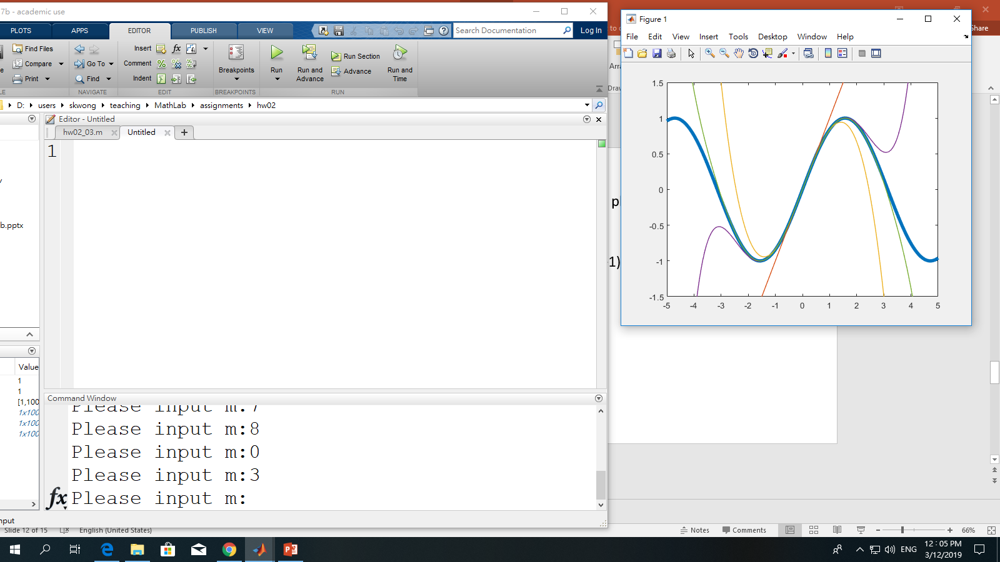 7b - academic use
PLOTS APPS EDITOR PUBLISH VIEW
Search Documentation
Log In
Find Files
Compare
Print
Go To
Find
NAVIGATE
Insert
Comment
Indent
EDIT
Breakpoints
BREAKPOINTS
Run
Run and Advance
Run Section
Advance
Run and Time
RUN
D: users skwong teaching MathLab assignments hw02
Editor - Untitled
hw02_03.m Untitled
1
b.pptx
Value
1
1
[1,100
1x100
1x100
1x100
Command Window
Please input m:7
Please input m:8
Please input m:0
Please input m:3
fx Please input m:
nput
Slide 12 of 15 English (United States)
Figure 1
File Edit View Insert Tools Desktop Window Help
1.5
1
0.5
0
-0.5
-1
-1.5
-5 -4 -3 -2 -1 0 1 2 3 4 5
to
Share
Arra
Draw
1)
Notes Comments 66%
ENG
12:05 PM
3/12/2019